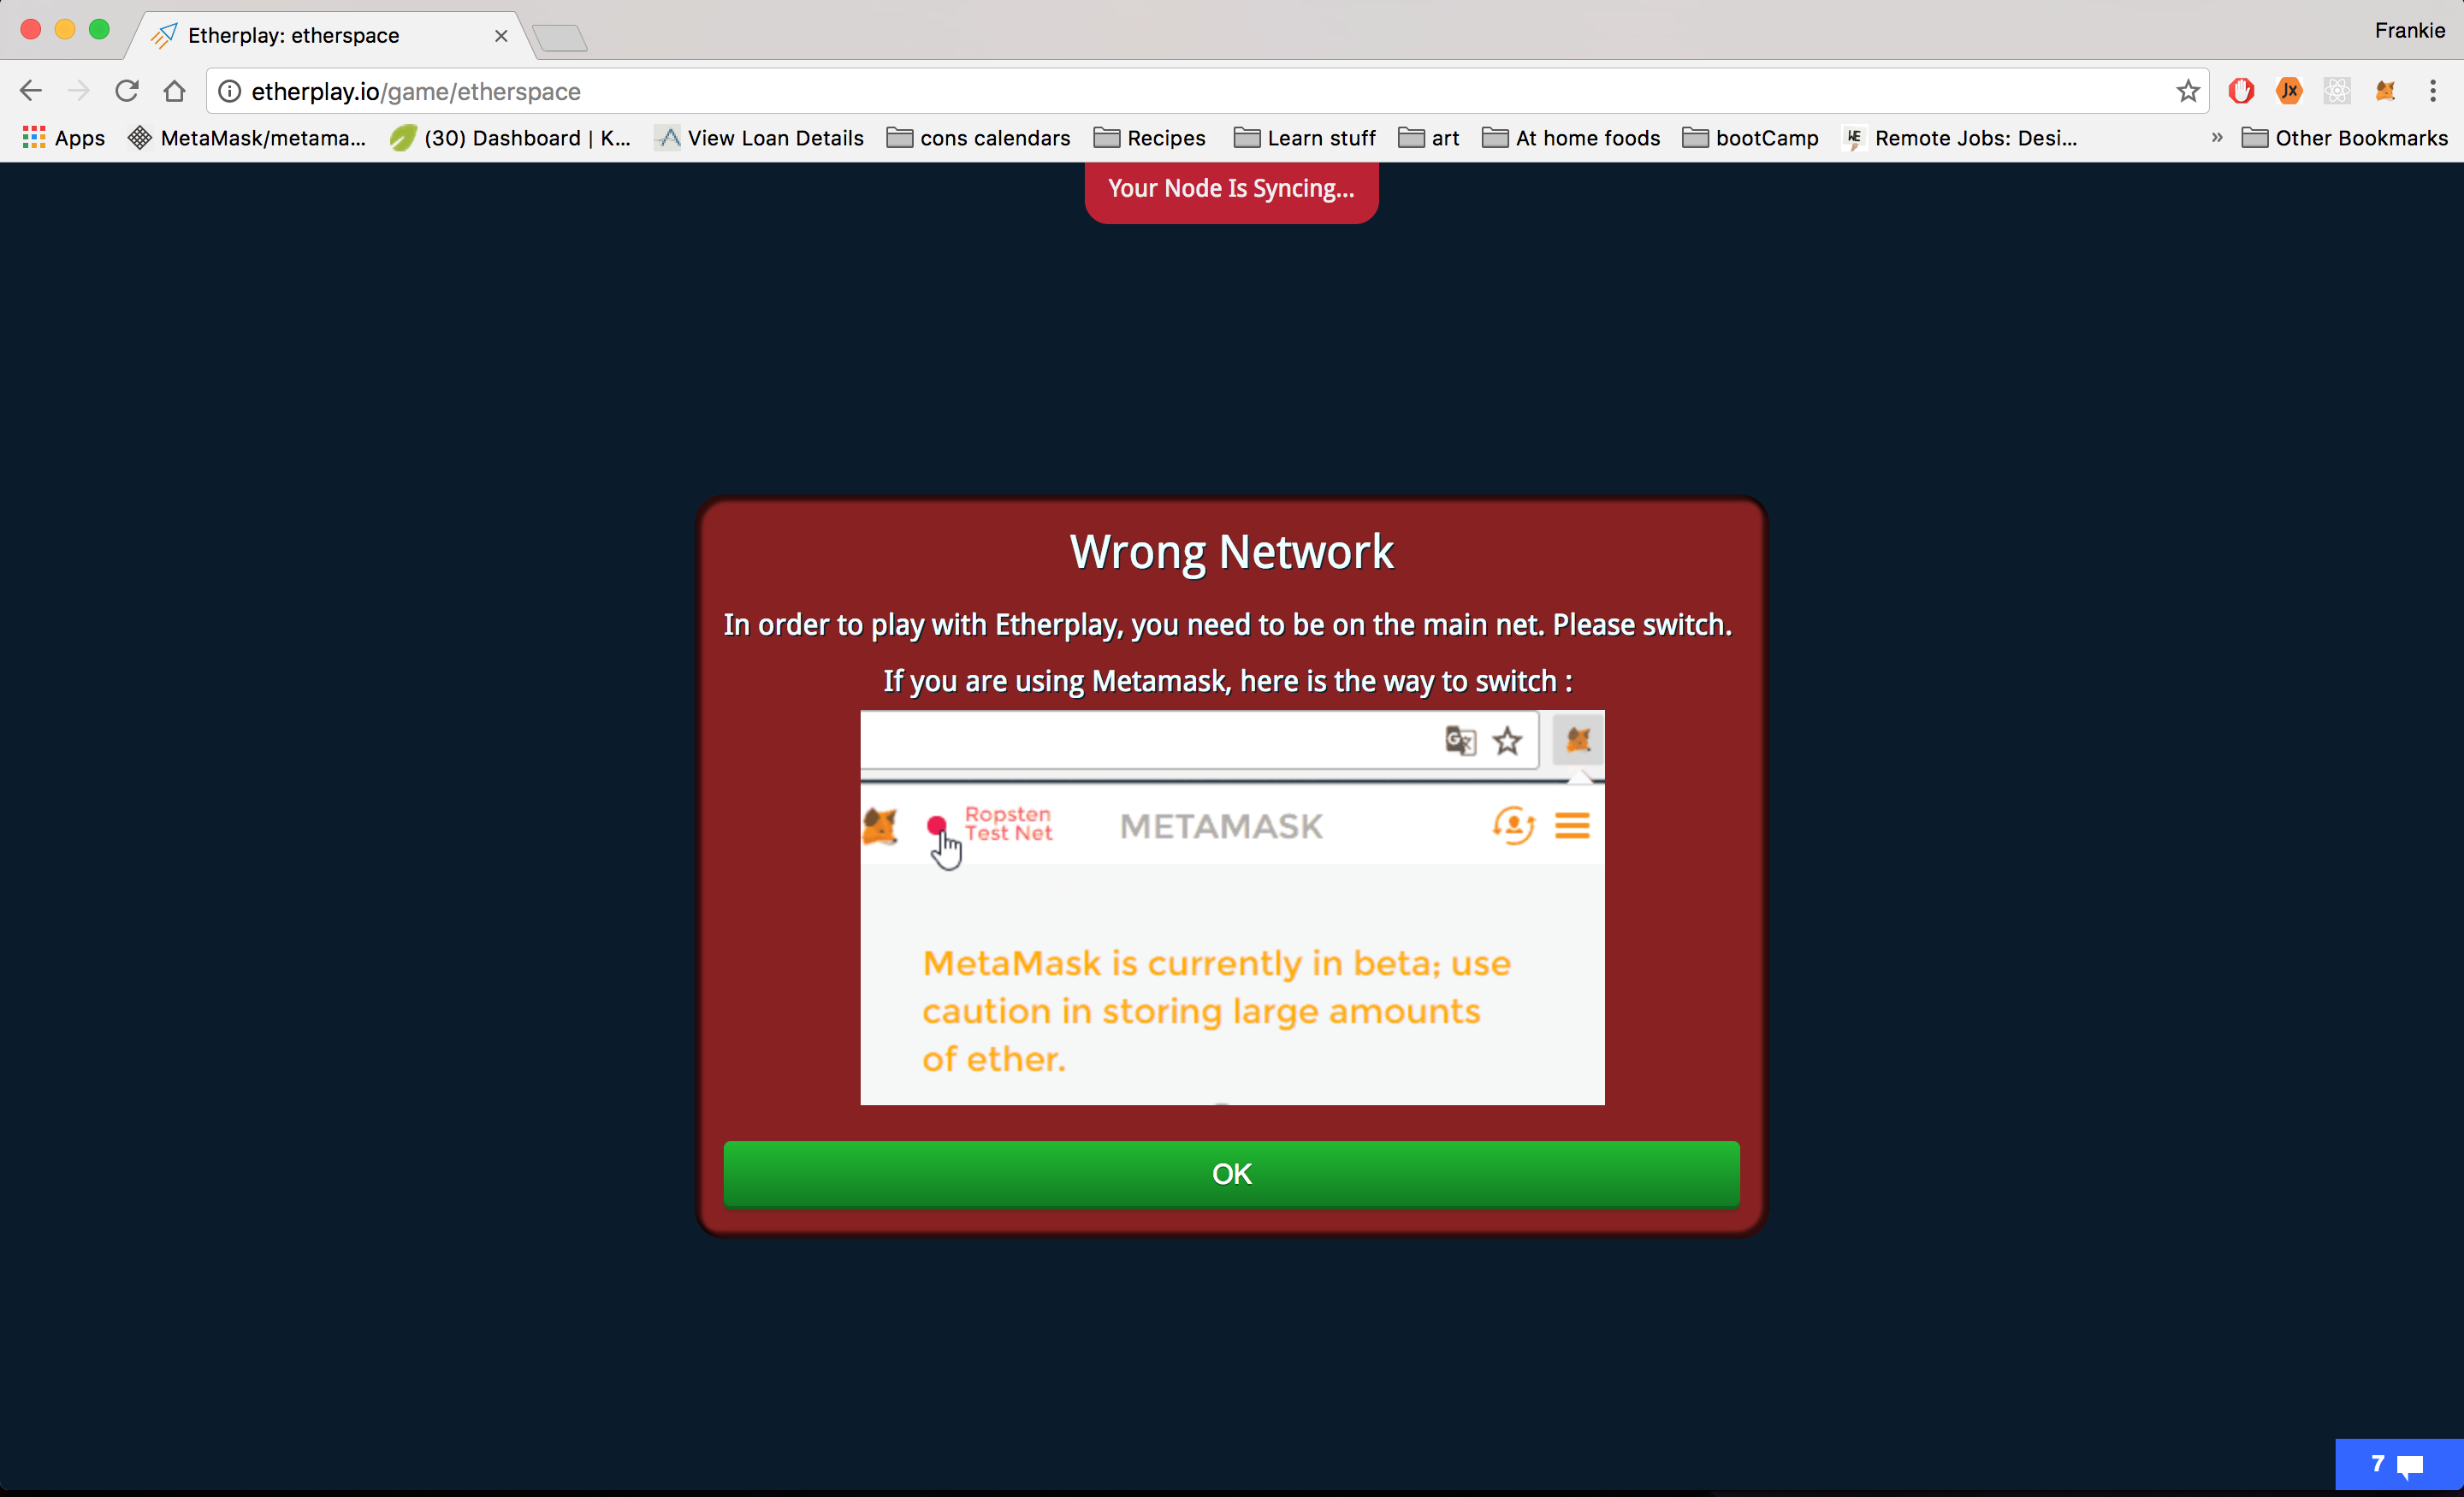 Etherplay: etherspace
Frankie
etherplay.io/game/etherspace
Jx
Apps
MetaMask/metama...
(30) Dashboard | K...
View Loan Details
cons calendars
Recipes
Learn stuff
art
At home foods
bootCamp
Remote Jobs: Desi...
»
Other Bookmarks
Your Node Is Syncing...
Wrong Network
In order to play with Etherplay, you need to be on the main net. Please switch.
If you are using Metamask, here is the way to switch :
Ropsten
Test Net
METAMASK
MetaMask is currently in beta; use
caution in storing large amounts
of ether.
OK
7